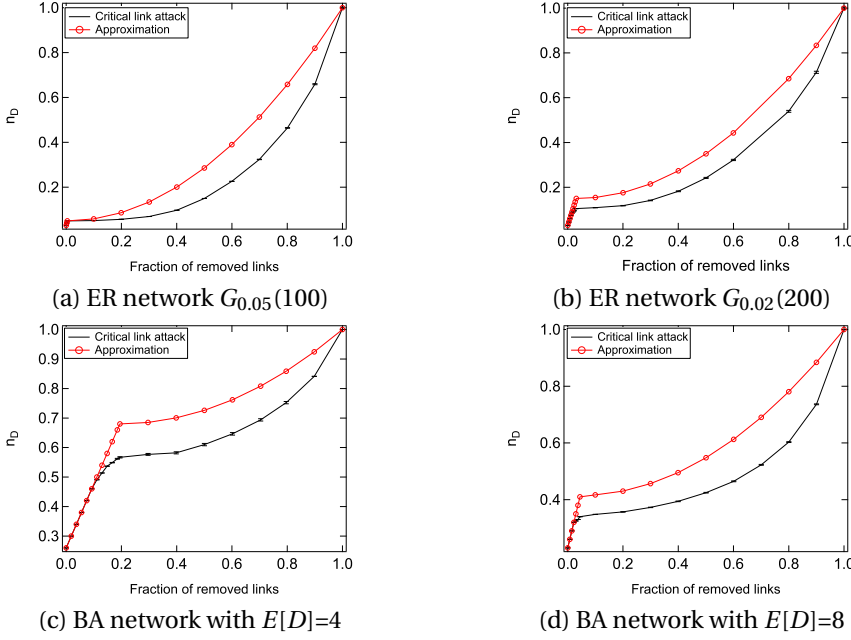 1.0
0.8
0.6
0.4
0.2
n_D
Critical link attack
Approximation
0.0 0.2 0.4 0.6 0.8 1.0
Fraction of removed links
(a) ER network G_{0.05}(100)
1.0
0.8
0.6
0.4
0.2
n_D
Critical link attack
Approximation
0.0 0.2 0.4 0.6 0.8 1.0
Fraction of removed links
(b) ER network G_{0.02}(200)
1.0
0.9
0.8
0.7
0.6
0.5
0.4
0.3
n_D
Critical link attack
Approximation
0.0 0.2 0.4 0.6 0.8 1.0
Fraction of removed links
(c) BA network with E[D]=4
1.0
0.8
0.6
0.4
n_D
Critical link attack
Approximation
0.0 0.2 0.4 0.6 0.8 1.0
Fraction of removed links
(d) BA network with E[D]=8